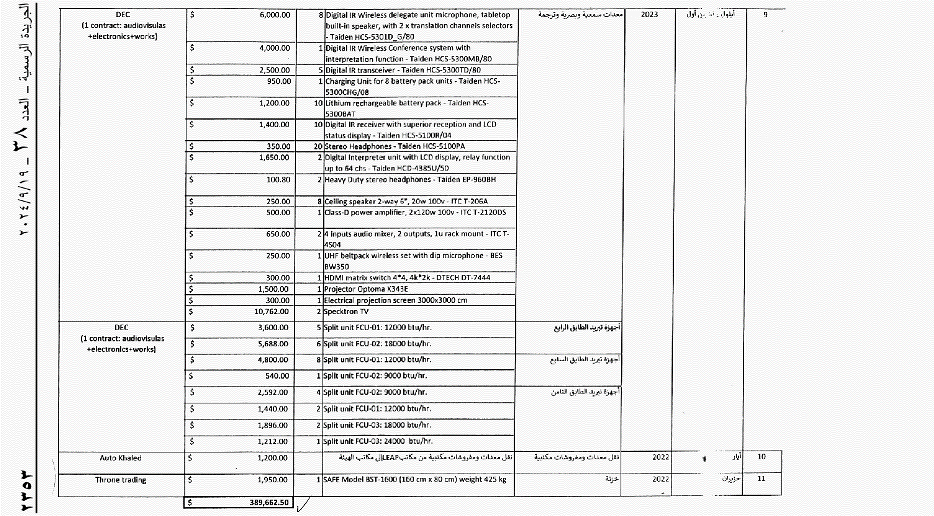 الجريدة الرسمية - العدد ٣٨ - ٢٠٢٤/٩/١٩
٢٣٥٣
DEC $ 6,000.00 8 Digital IR Wireless delegate unit microphone, tabletop معدات سمعية وبصرية وترجمة 2023 9
(1 contract: audiovisulas built-in speaker, with 2 x translation channels selectors
+electronics+works) - Taiden HCS-5301D_G/80
$ 4,000.00 1 Digital IR Wireless Conference system with
interpretation function - Taiden HCS-5300MB/80
$ 2,500.00 5 Digital IR transceiver - Taiden HCS-5300TD/80
$ 950.00 1 Charging Unit for 8 battery pack units - Taiden HCS-
5300CHG/08
$ 1,200.00 10 Lithium rechargeable battery pack - Taiden HCS-
5300BAT
$ 1,400.00 10 Digital IR receiver with superior reception and LCD
status display - Taiden HCS-5100R/04
$ 350.00 20 Stereo Headphones - Taiden HCS-5100PA
$ 1,650.00 2 Digital Interpreter unit with LCD display, relay function
up to 64 chs - Taiden HCD-4385U/50
$ 100.80 2 Heavy Duty stereo headphones - Taiden EP-960BH
$ 250.00 8 Ceiling speaker 2-way 6", 20w 100v - ITC T-206A
$ 500.00 1 Class-D power amplifier, 2x120w 100v - ITC T-2120DS
$ 650.00 2 4 inputs audio mixer, 2 outputs, 1u rack mount - ITC T-
4S04
$ 250.00 1 UHF beltpack wireless set with dip microphone - BES
BW350
$ 300.00 1 HDMI matrix switch 4*4, 4k*2k - DTECH DT-7444
$ 1,500.00 1 Projector Optoma X343E
$ 300.00 1 Electrical projection screen 3000x3000 cm
$ 10,762.00 2 Specktron TV
DEC $ 3,600.00 5 Split unit FCU-01: 12000 btu/hr. أجهزة تبريد الطابق الرابع
(1 contract: audiovisulas $ 5,688.00 6 Split unit FCU-02: 18000 btu/hr.
+electronics+works)
$ 4,800.00 8 Split unit FCU-01: 12000 btu/hr. أجهزة تبريد الطابق السابع
$ 540.00 1 Split unit FCU-02: 9000 btu/hr.
$ 2,592.00 4 Split unit FCU-02: 9000 btu/hr. أجهزة تبريد الطابق الثامن
$ 1,440.00 2 Split unit FCU-01: 12000 btu/hr.
$ 1,896.00 2 Split unit FCU-03: 18000 btu/hr.
$ 1,212.00 1 Split unit FCU-03: 24000 btu/hr.
Auto Khaled $ 1,200.00 نقل معدات ومفروشات مكتبية من مكاتب LEAP إلى مكاتب الهيئة نقل معدات ومفروشات مكتبية 2022 أيار 10
Throne trading $ 1,950.00 1 SAFE Model BST-1600 (160 cm x 80 cm) weight 425 kg خزنة 2022 حزيران 11
$ 389,662.50